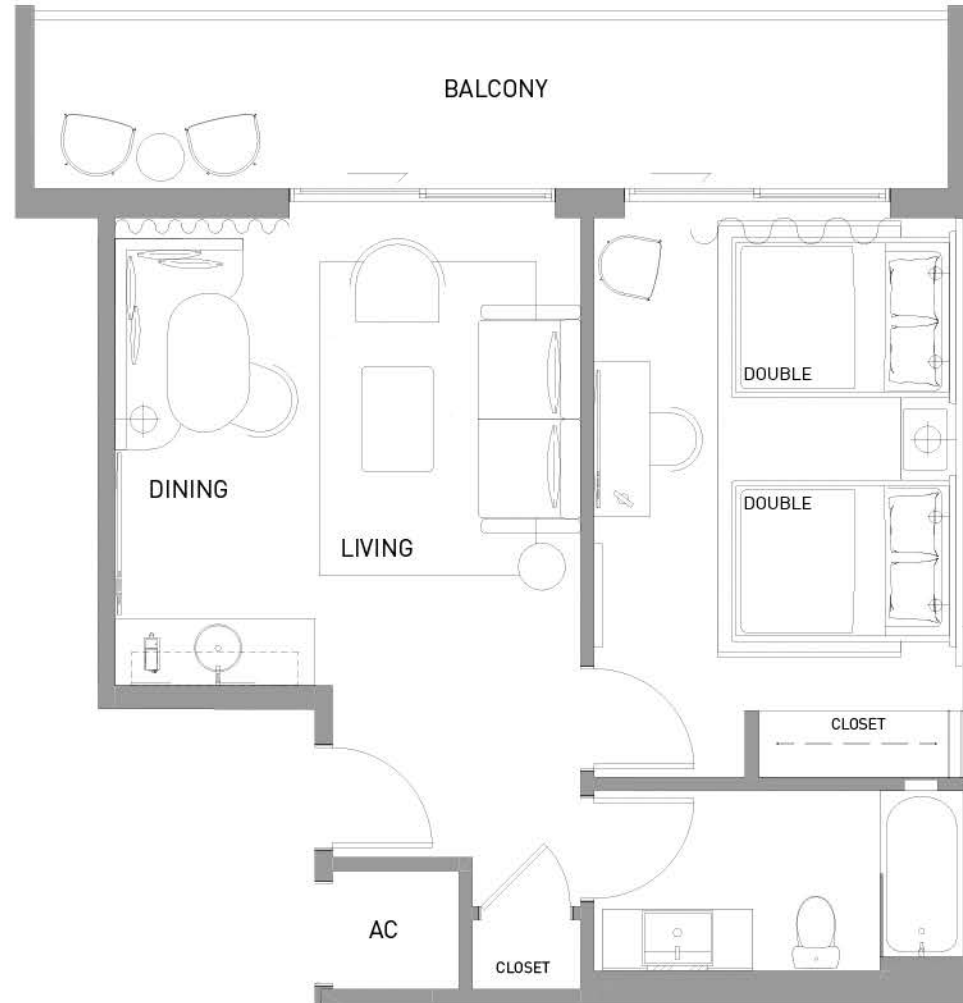 BALCONY
DOUBLE
DINING
DOUBLE
LIVING
CLOSET
AC
CLOSET